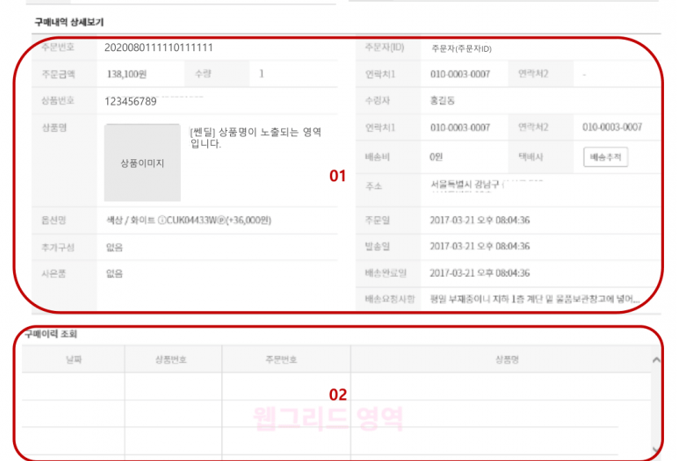 구매내역 상세보기
주문번호 2020080111110111111 주문자(ID) 주문자(주문자ID)
주문금액 138,100원 수량 1 연락처1 010-0003-0007 연락처2 -
상품번호 123456789 수령자 홍길동
상품명 상품이미지 [쎈딜] 상품명이 노출되는 영역
입니다.
연락처1 010-0003-0007 연락처2 010-0003-0007
배송비 0원 택배사 배송추적
01
주소 서울특별시 강남구
옵션명 색상 / 화이트 ⓘCUK04433Wⓟ(+36,000원) 주문일 2017-03-21 오후 08:04:36
추가구성 없음 발송일 2017-03-21 오후 08:04:36
사은품 없음 배송완료일 2017-03-21 오후 08:04:36
배송요청사항 평일 부재중이니 지하 1층 계단 밑 물품보관창고에 넣어...
구매이력 조회
날짜 상품번호 주문번호 상품명
02
웹그리드 영역